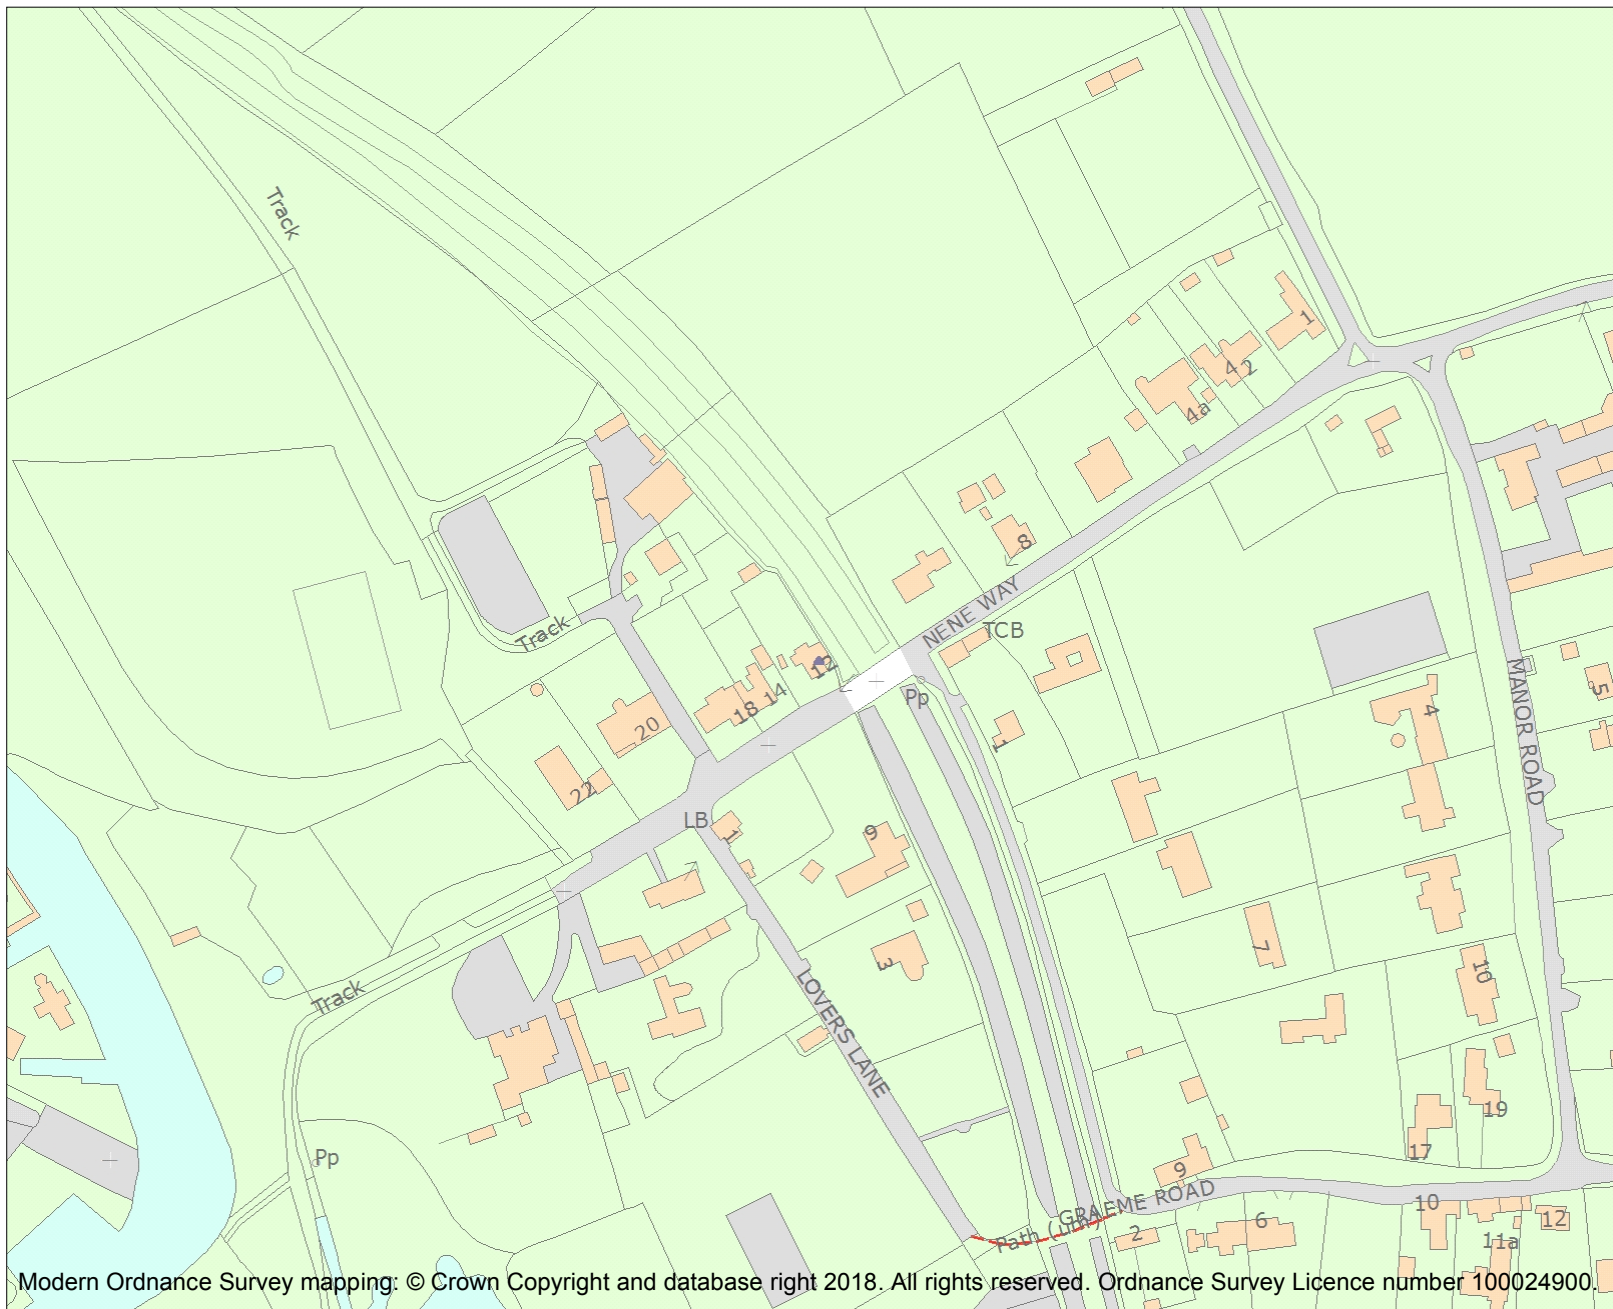 Track
1
4
2
4a
8
NENE WAY
TCB
Track
12
14
18
Pp
20
22
LB
1
1
9
4
5
MANOR ROAD
3
7
10
Track
LOVERS LANE
Pp
19
17
9
GRAEME ROAD
Path (um)
2
6
10
12
11a
Modern Ordnance Survey mapping: © Crown Copyright and database right 2018. All rights reserved. Ordnance Survey Licence number 100024900.